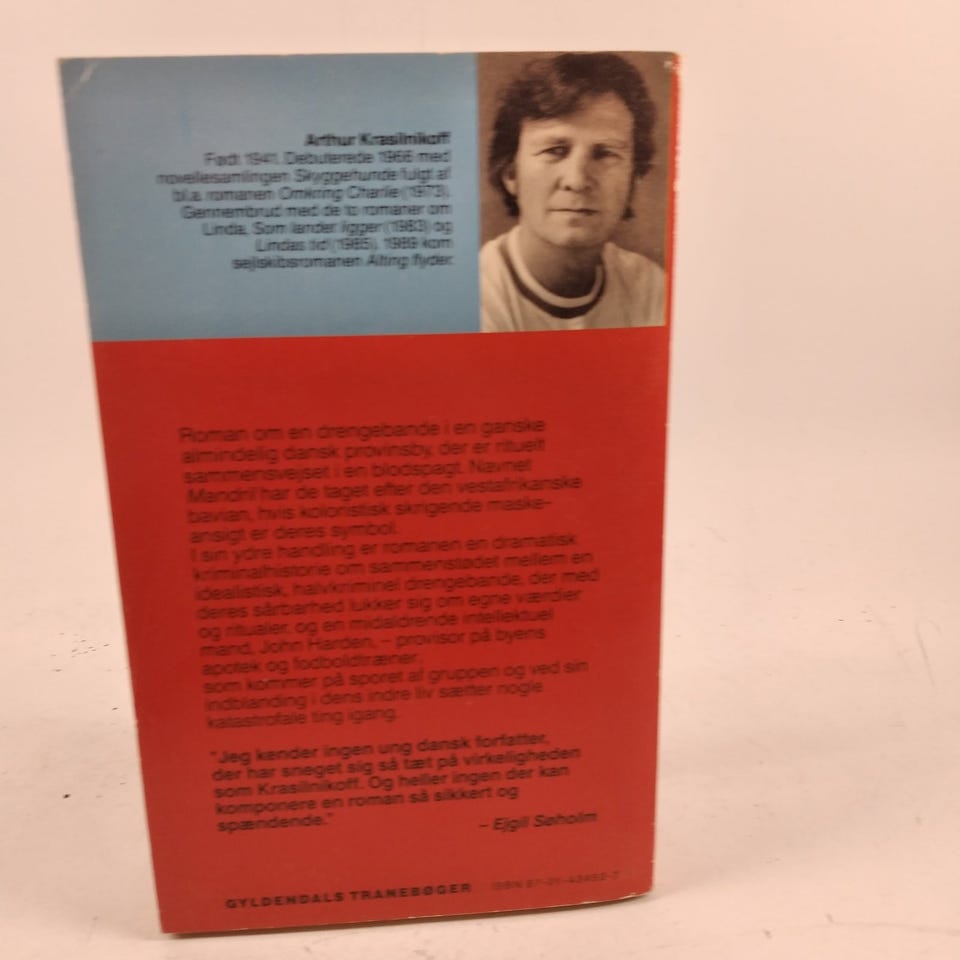 Arthur Krasilnikoff
Født 1941. Debuterede 1966 med
novellesamlingen Skyggehunde fulgt af
bl.a. romanen Omkring Charlie (1973).
Gennembrud med de to romaner om
Linda, Som lander ligger (1983) og
Lindas tid (1985). 1989 kom
sejlskibsromanen Alting flyder.
Roman om en drengebande i en ganske
almindelig dansk provinsby, der er rituelt
sammensvejset i en blodspagt. Navnet
Mandril har de taget efter den vestafrikanske
bavian, hvis koloristisk skrigende maske-
ansigt er deres symbol.
I sin ydre handling er romanen en dramatisk
kriminalhistorie om sammenstødet mellem en
idealistisk, halvkriminel drengebande, der med
deres sårbarhed lukker sig om egne værdier
og ritualer, og en midaldrende intellektuel
mand, John Harden, – provisor på byens
apotek og fodboldtræner,
som kommer på sporet af gruppen og ved sin
indblanding i dens indre liv sætter nogle
katastrofale ting igang.
"Jeg kender ingen ung dansk forfatter,
der har sneget sig så tæt på virkeligheden
som Krasilnikoff. Og heller ingen der kan
komponere en roman så sikkert og
spændende."
– Ejgil Søholm
GYLDENDALS TRANEBØGER
ISBN